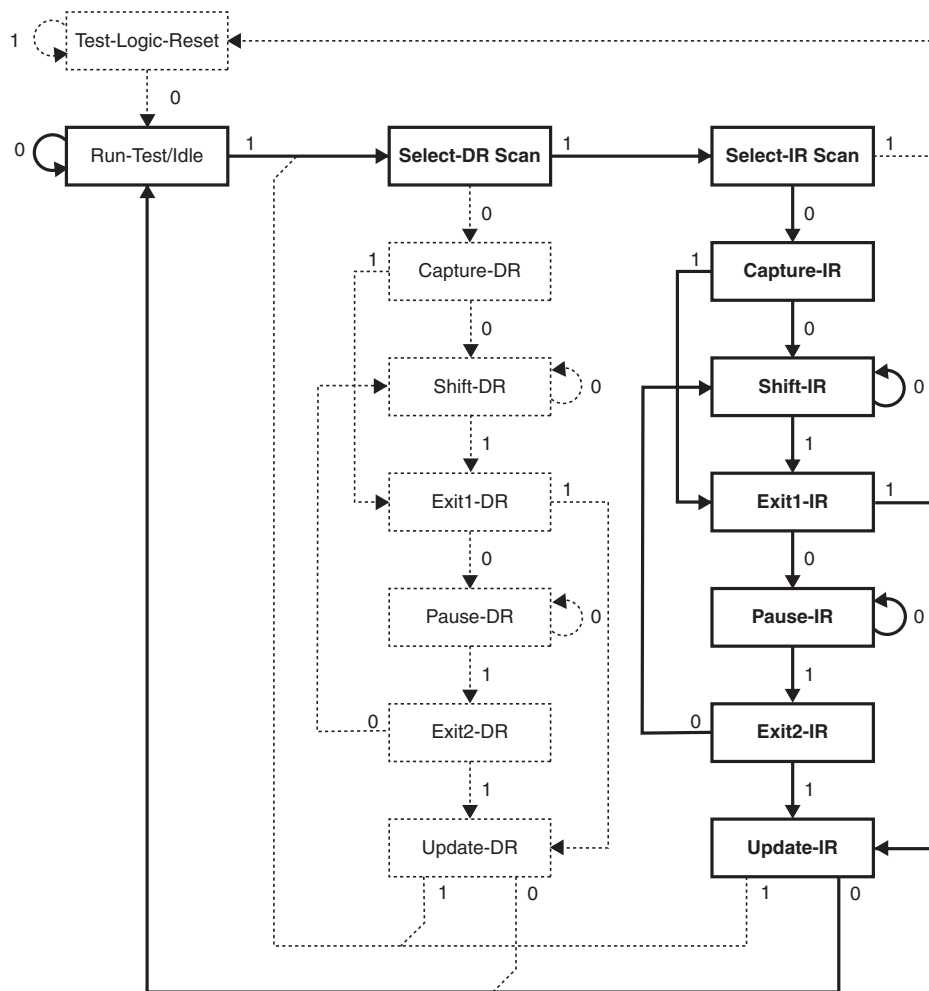 Test-Logic-Reset
1
0
Run-Test/Idle
0
1
Select-DR Scan
1
Select-IR Scan
1
0
0
Capture-DR
1
Capture-IR
1
0
0
Shift-DR
0
Shift-IR
0
1
1
Exit1-DR
1
Exit1-IR
1
0
0
Pause-DR
0
Pause-IR
0
1
1
Exit2-DR
0
Exit2-IR
0
1
1
Update-DR
Update-IR
1
0
1
0